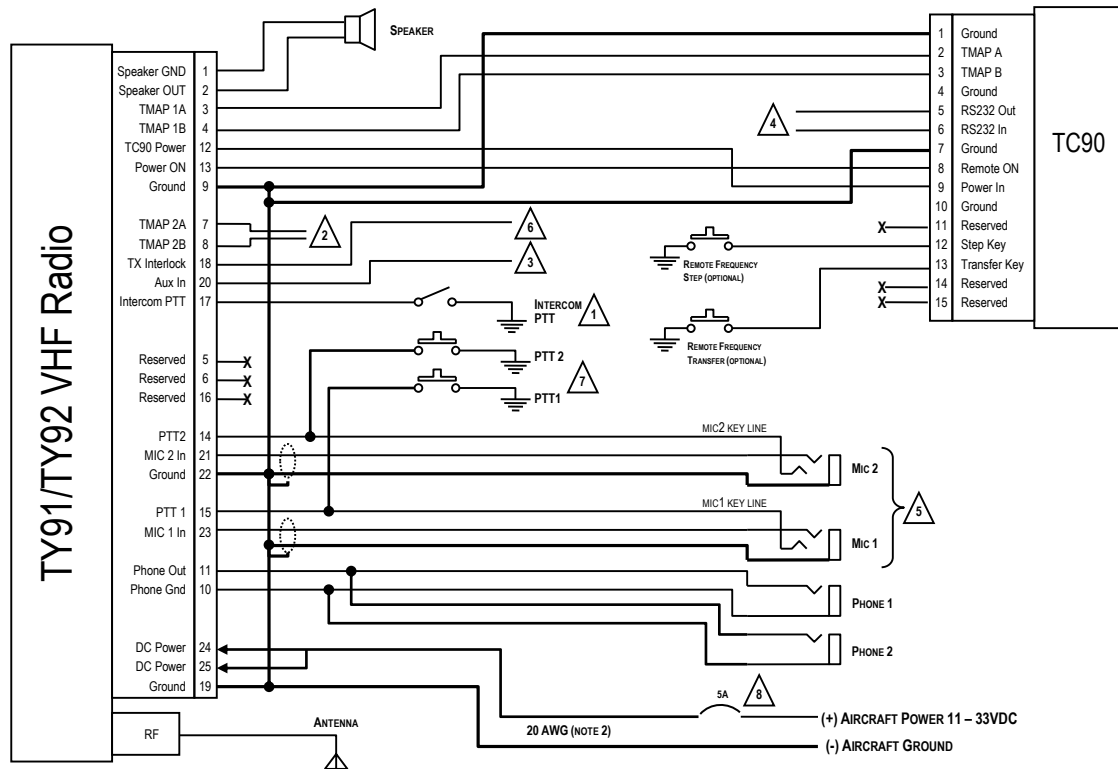 TY91/TY92 VHF Radio
Speaker GND 1
Speaker OUT 2
TMAP 1A 3
TMAP 1B 4
TC90 Power 12
Power ON 13
Ground 9
TMAP 2A 7
TMAP 2B 8
TX Interlock 18
Aux In 20
Intercom PTT 17
Reserved 5 X
Reserved 6 X
Reserved 16 X
PTT2 14
MIC 2 In 21
Ground 22
PTT 1 15
MIC 1 In 23
Phone Out 11
Phone Gnd 10
DC Power 24
DC Power 25
Ground 19
RF
ANTENNA
SPEAKER
2
6
3
INTERCOM
PTT
1
PTT 2
PTT1
7
MIC2 KEY LINE
MIC 2
MIC1 KEY LINE
MIC 1
5
PHONE 1
PHONE 2
5A
8
20 AWG (NOTE 2)
(+) AIRCRAFT POWER 11 – 33VDC
(-) AIRCRAFT GROUND
4
REMOTE FREQUENCY
STEP (OPTIONAL)
REMOTE FREQUENCY
TRANSFER (OPTIONAL)
1 Ground
2 TMAP A
3 TMAP B
4 Ground
5 RS232 Out
6 RS232 In
7 Ground
8 Remote ON
9 Power In
10 Ground
X 11 Reserved
12 Step Key
13 Transfer Key
X 14 Reserved
X 15 Reserved
TC90